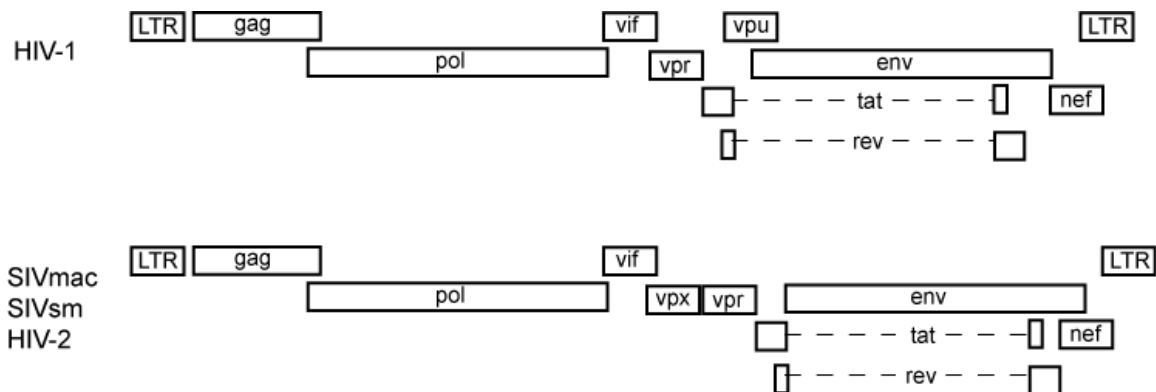 LTR gag vif vpu LTR
HIV-1
pol vpr env
tat nef
rev
LTR gag vif LTR
SIVmac
pol vpx vpr env
SIVsm
HIV-2
tat nef
rev